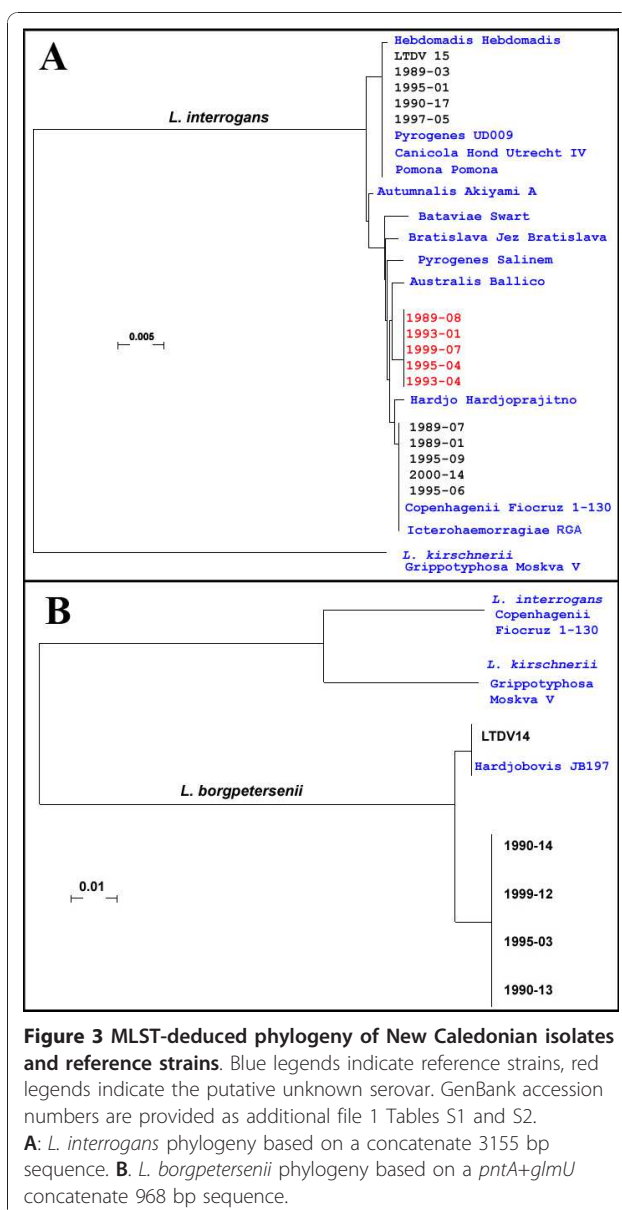 A
Hebdomadis Hebdomadis
LTDV 15
1989-03
1995-01
1990-17
1997-05
L. interrogans
Pyrogenes UD009
Canicola Hond Utrecht IV
Pomona Pomona
Autumnalis Akiyami A
Bataviae Swart
Bratislava Jez Bratislava
Pyrogenes Salinem
Australis Ballico
0.005
1989-08
1993-01
1999-07
1995-04
1993-04
Hardjo Hardjoprajitno
1989-07
1989-01
1995-09
2000-14
1995-06
Copenhagenii Fiocruz 1-130
Icterohaemorragiae RGA
L. kirschnerii
Grippotyphosa Moskva V
B
L. interrogans
Copenhagenii
Fiocruz 1-130
L. kirschnerii
Grippotyphosa
Moskva V
LTDV14
Hardjobovis JB197
L. borgpetersenii
1990-14
0.01
1999-12
1995-03
1990-13
Figure 3 MLST-deduced phylogeny of New Caledonian isolates
and reference strains. Blue legends indicate reference strains, red
legends indicate the putative unknown serovar. GenBank accession
numbers are provided as additional file 1 Tables S1 and S2.
A: L. interrogans phylogeny based on a concatenate 3155 bp
sequence. B. L. borgpetersenii phylogeny based on a pntA+glmU
concatenate 968 bp sequence.